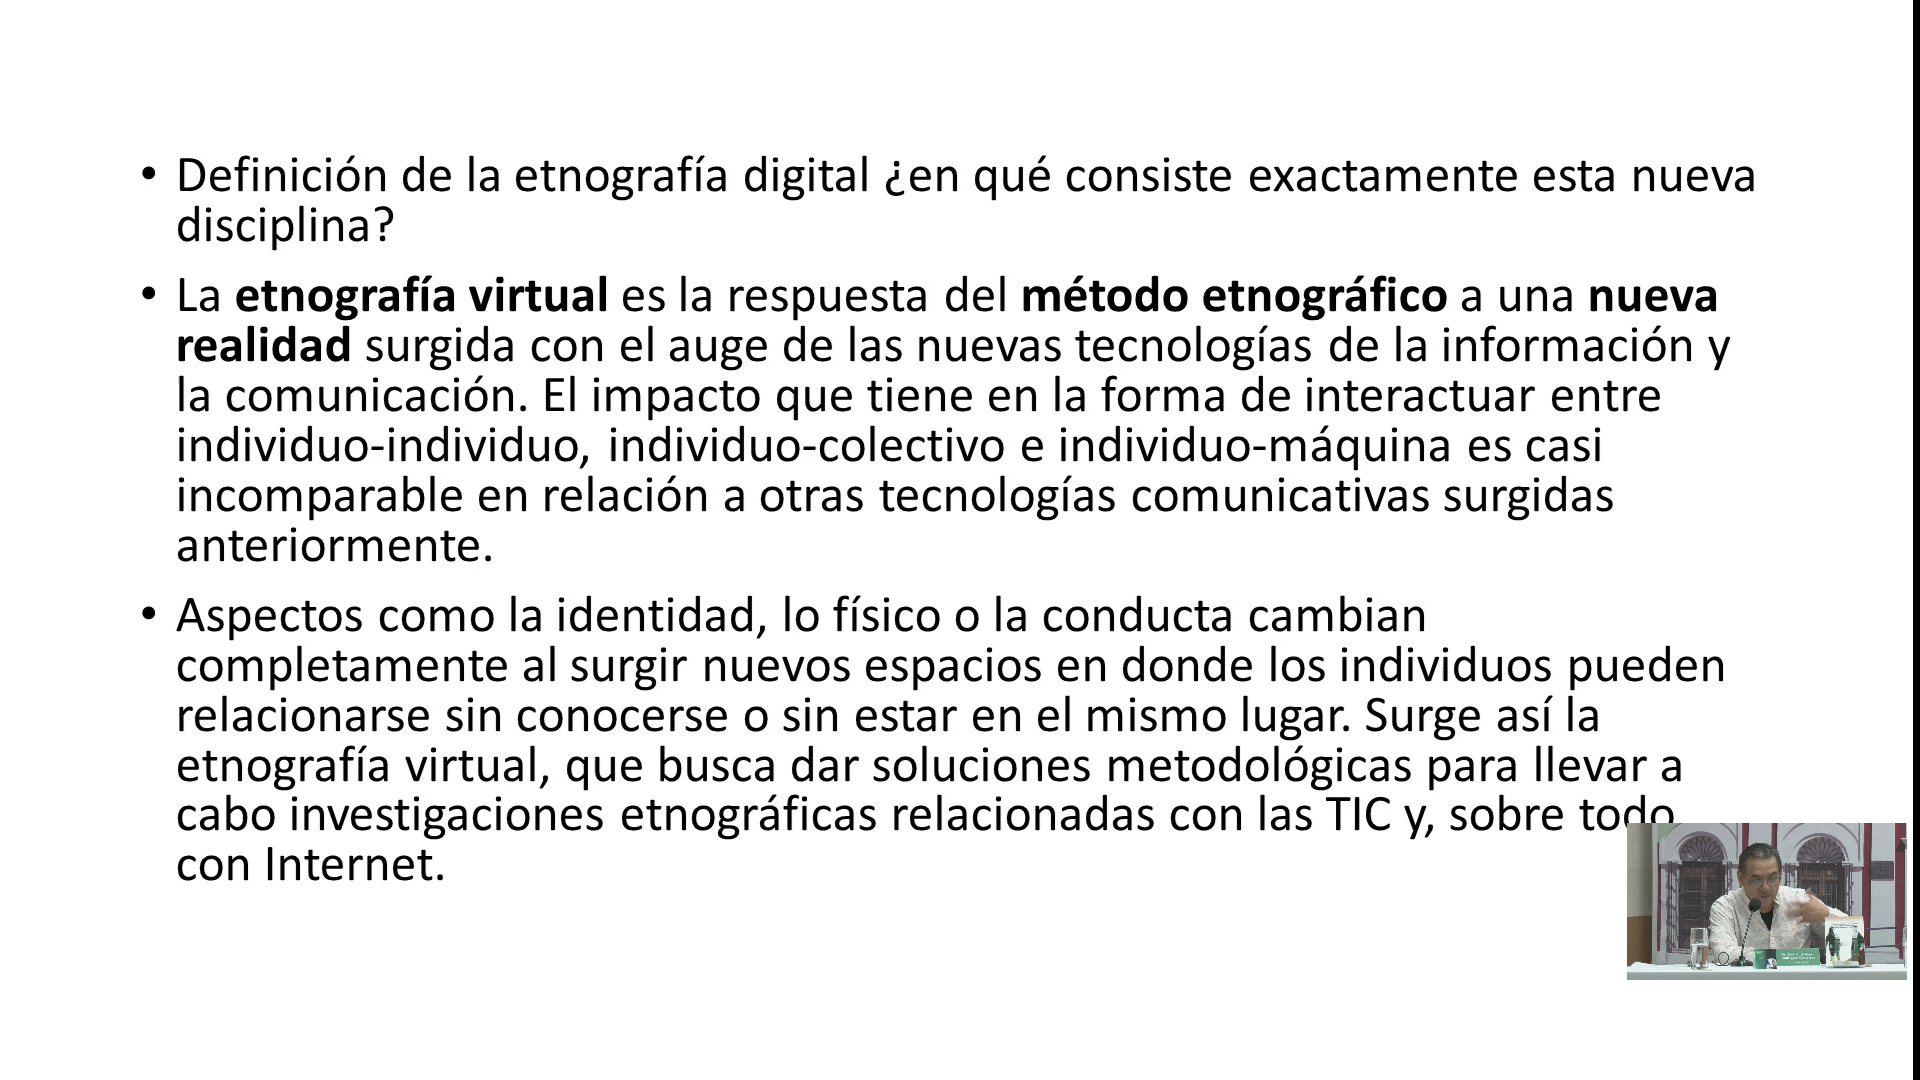 • Definición de la etnografía digital ¿en qué consiste exactamente esta nueva
disciplina?
• La etnografía virtual es la respuesta del método etnográfico a una nueva
realidad surgida con el auge de las nuevas tecnologías de la información y
la comunicación. El impacto que tiene en la forma de interactuar entre
individuo-individuo, individuo-colectivo e individuo-máquina es casi
incomparable en relación a otras tecnologías comunicativas surgidas
anteriormente.
• Aspectos como la identidad, lo físico o la conducta cambian
completamente al surgir nuevos espacios en donde los individuos pueden
relacionarse sin conocerse o sin estar en el mismo lugar. Surge así la
etnografía virtual, que busca dar soluciones metodológicas para llevar a
cabo investigaciones etnográficas relacionadas con las TIC y, sobre todo
con Internet.